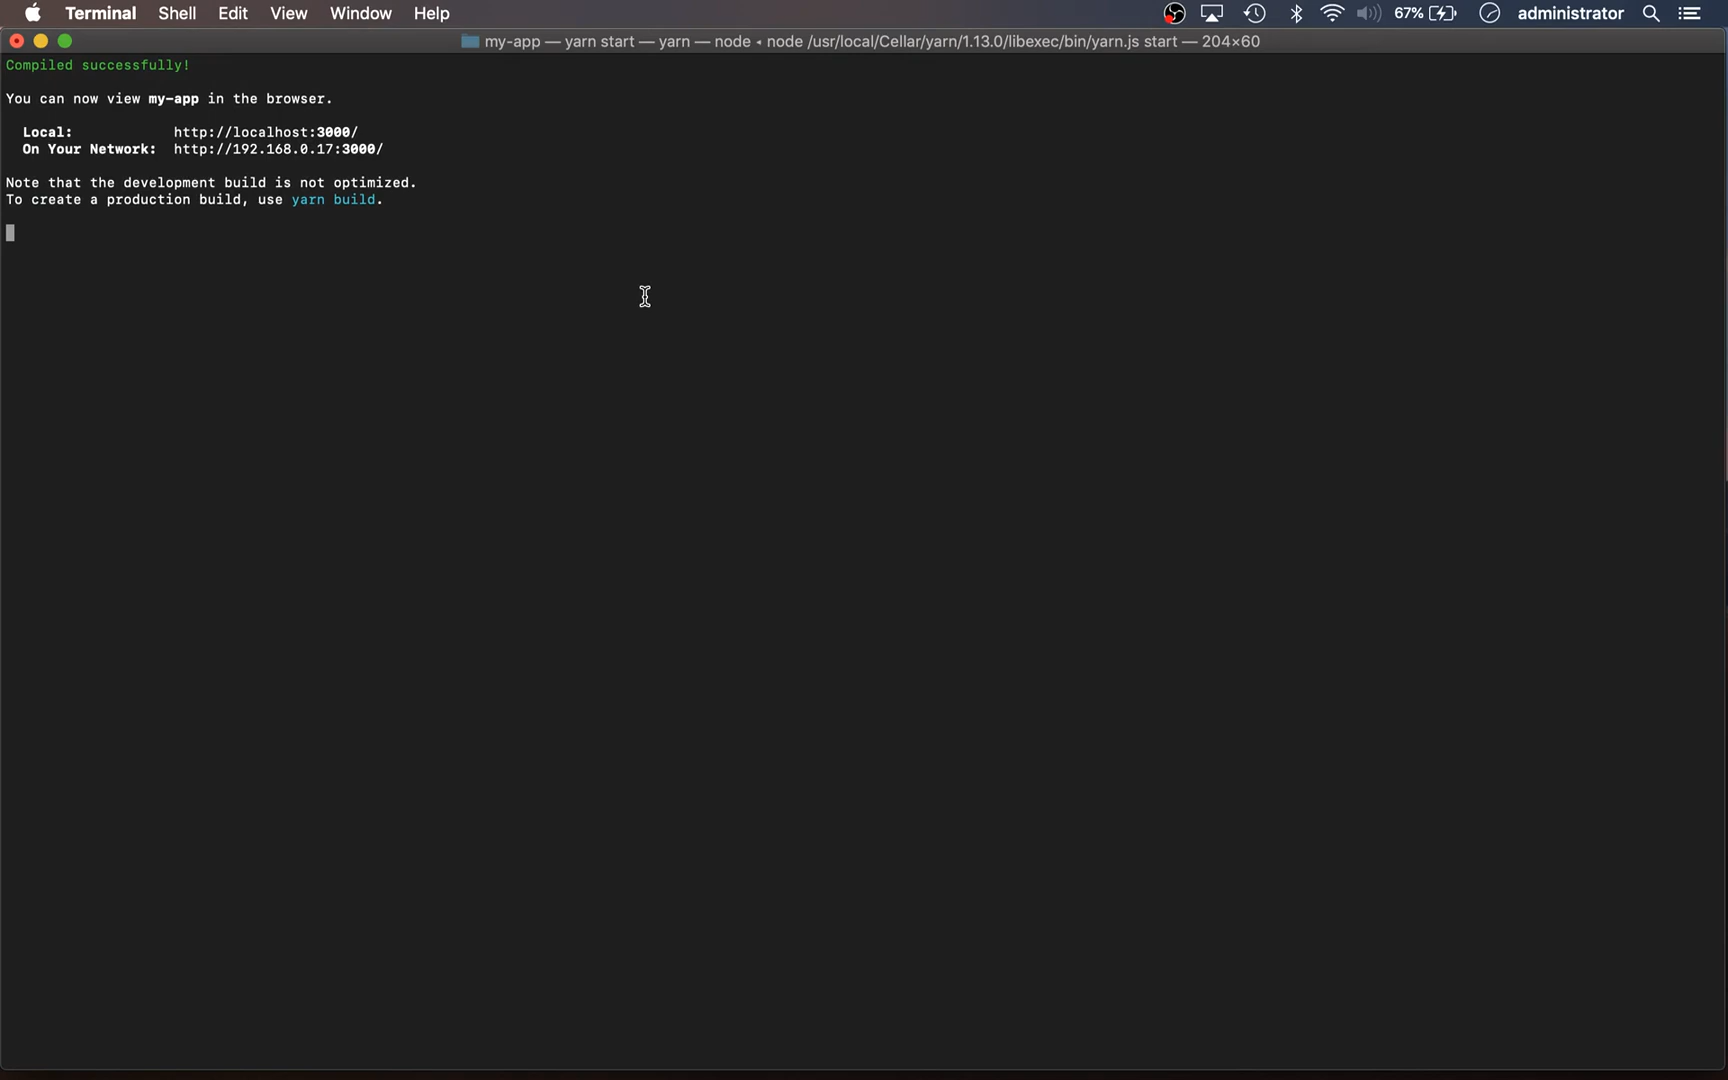 Terminal Shell Edit View Window Help 67% administrator
my-app — yarn start — yarn — node ◂ node /usr/local/Cellar/yarn/1.13.0/libexec/bin/yarn.js start — 204×60
Compiled successfully!
You can now view my-app in the browser.
Local: http://localhost:3000/
On Your Network: http://192.168.0.17:3000/
Note that the development build is not optimized.
To create a production build, use yarn build.